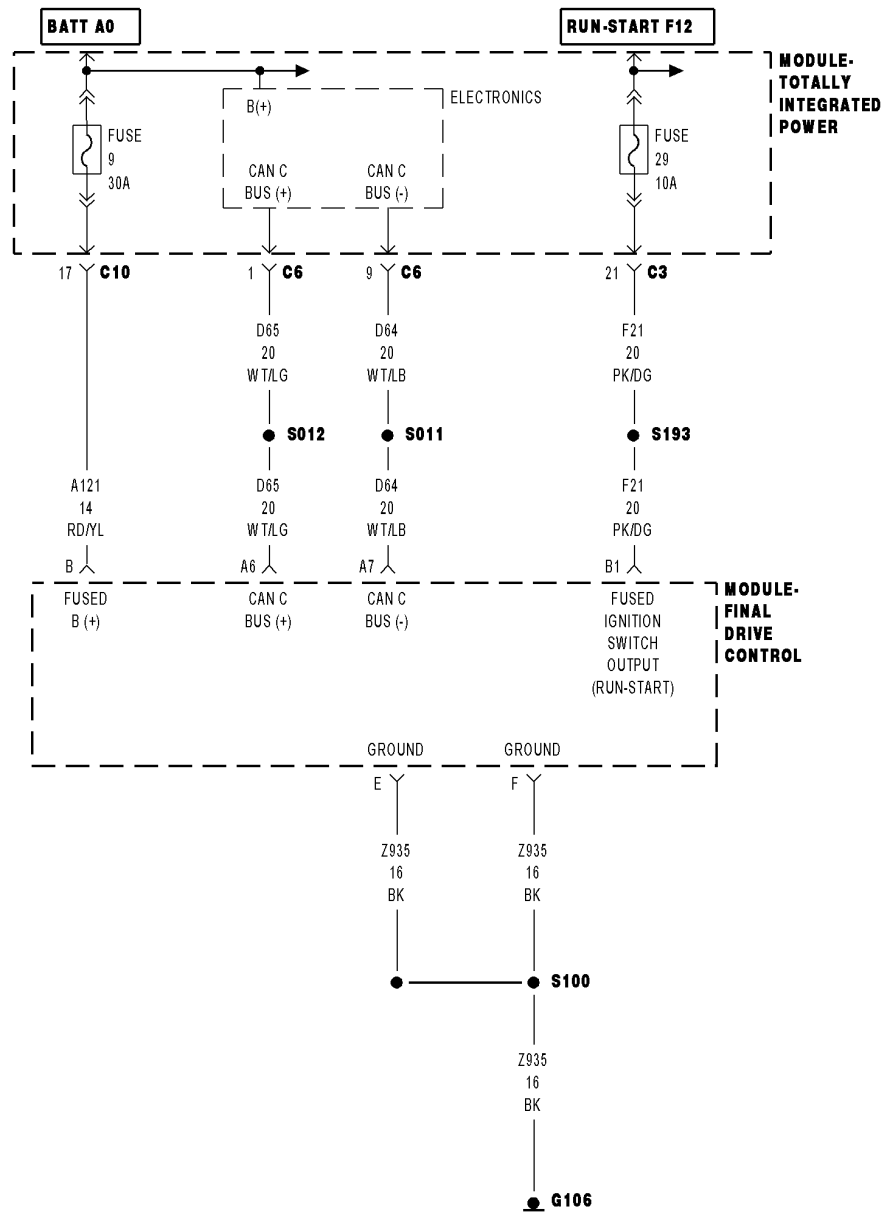 BATT A0
RUN-START F12
MODULE-
TOTALLY
INTEGRATED
POWER
B(+)
ELECTRONICS
FUSE
9
30A
CAN C
BUS (+)
CAN C
BUS (-)
FUSE
29
10A
17 C10
1 C6
9 C6
21 C3
D65
20
WT/LG
D64
20
WT/LB
F21
20
PK/DG
S012
S011
S193
A121
14
RD/YL
D65
20
WT/LG
D64
20
WT/LB
F21
20
PK/DG
B
A6
A7
B1
MODULE-
FINAL
DRIVE
CONTROL
FUSED
B (+)
CAN C
BUS (+)
CAN C
BUS (-)
FUSED
IGNITION
SWITCH
OUTPUT
(RUN-START)
GROUND
GROUND
E
F
Z935
16
BK
Z935
16
BK
S100
Z935
16
BK
G106